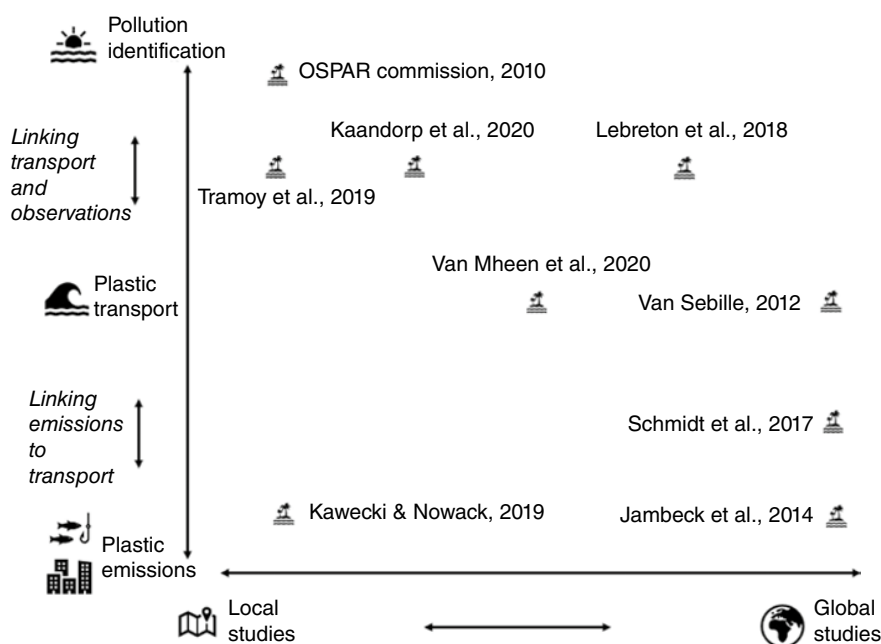 Pollution
identification
OSPAR commission, 2010
Linking
transport
and
observations
Kaandorp et al., 2020
Lebreton et al., 2018
Tramoy et al., 2019
Van Mheen et al., 2020
Plastic
transport
Van Sebille, 2012
Linking
emissions
to
transport
Schmidt et al., 2017
Kawecki & Nowack, 2019
Jambeck et al., 2014
Plastic
emissions
Local
studies
Global
studies